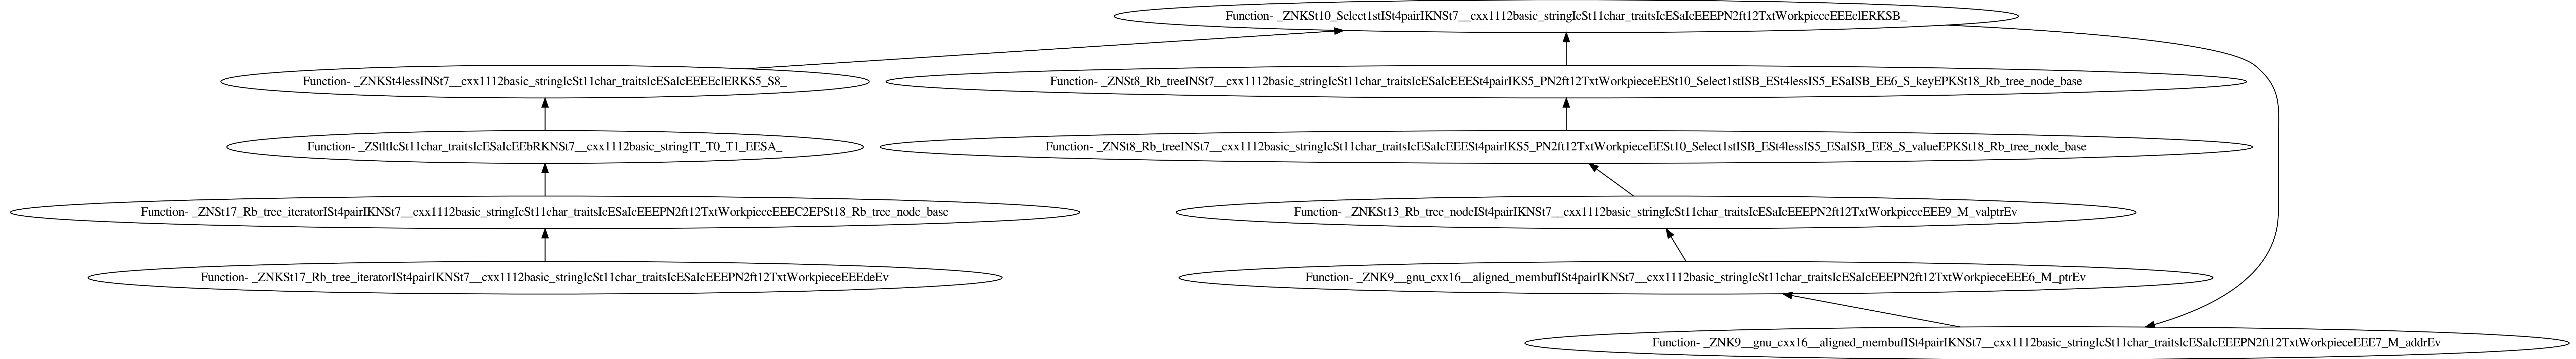 Function- _ZNKSt10_Select1stISt4pairIKNSt7__cxx1112basic_stringIcSt11char_traitsIcESaIcEEEPN2ft12TxtWorkpieceEEEclERKSB_
Function- _ZNKSt4lessINSt7__cxx1112basic_stringIcSt11char_traitsIcESaIcEEEEclERKS5_S8_
Function- _ZNSt8_Rb_treeINSt7__cxx1112basic_stringIcSt11char_traitsIcESaIcEEESt4pairIKS5_PN2ft12TxtWorkpieceEESt10_Select1stISB_ESt4lessIS5_ESaISB_EE6_S_keyEPKSt18_Rb_tree_node_base
Function- _ZStltIcSt11char_traitsIcESaIcEEbRKNSt7__cxx1112basic_stringIT_T0_T1_EESA_
Function- _ZNSt8_Rb_treeINSt7__cxx1112basic_stringIcSt11char_traitsIcESaIcEEESt4pairIKS5_PN2ft12TxtWorkpieceEESt10_Select1stISB_ESt4lessIS5_ESaISB_EE8_S_valueEPKSt18_Rb_tree_node_base
Function- _ZNSt17_Rb_tree_iteratorISt4pairIKNSt7__cxx1112basic_stringIcSt11char_traitsIcESaIcEEEPN2ft12TxtWorkpieceEEEC2EPSt18_Rb_tree_node_base
Function- _ZNKSt13_Rb_tree_nodeISt4pairIKNSt7__cxx1112basic_stringIcSt11char_traitsIcESaIcEEEPN2ft12TxtWorkpieceEEE9_M_valptrEv
Function- _ZNKSt17_Rb_tree_iteratorISt4pairIKNSt7__cxx1112basic_stringIcSt11char_traitsIcESaIcEEEPN2ft12TxtWorkpieceEEEdeEv
Function- _ZNK9__gnu_cxx16__aligned_membufISt4pairIKNSt7__cxx1112basic_stringIcSt11char_traitsIcESaIcEEEPN2ft12TxtWorkpieceEEE6_M_ptrEv
Function- _ZNK9__gnu_cxx16__aligned_membufISt4pairIKNSt7__cxx1112basic_stringIcSt11char_traitsIcESaIcEEEPN2ft12TxtWorkpieceEEE7_M_addrEv